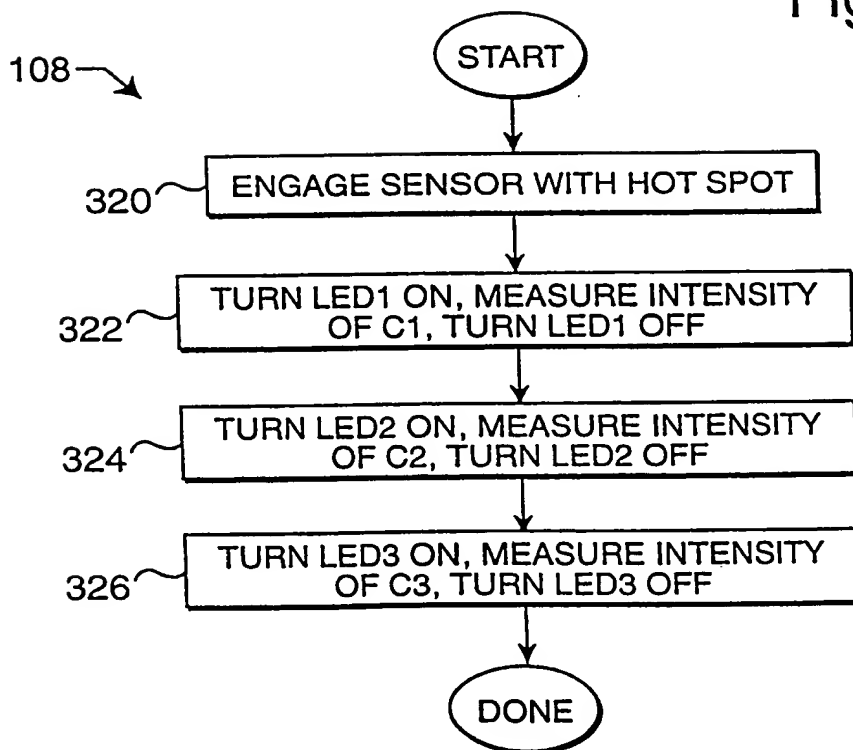 Fig
START
108
ENGAGE SENSOR WITH HOT SPOT
320
TURN LED1 ON, MEASURE INTENSITY
OF C1, TURN LED1 OFF
322
TURN LED2 ON, MEASURE INTENSITY
OF C2, TURN LED2 OFF
324
TURN LED3 ON, MEASURE INTENSITY
OF C3, TURN LED3 OFF
326
DONE